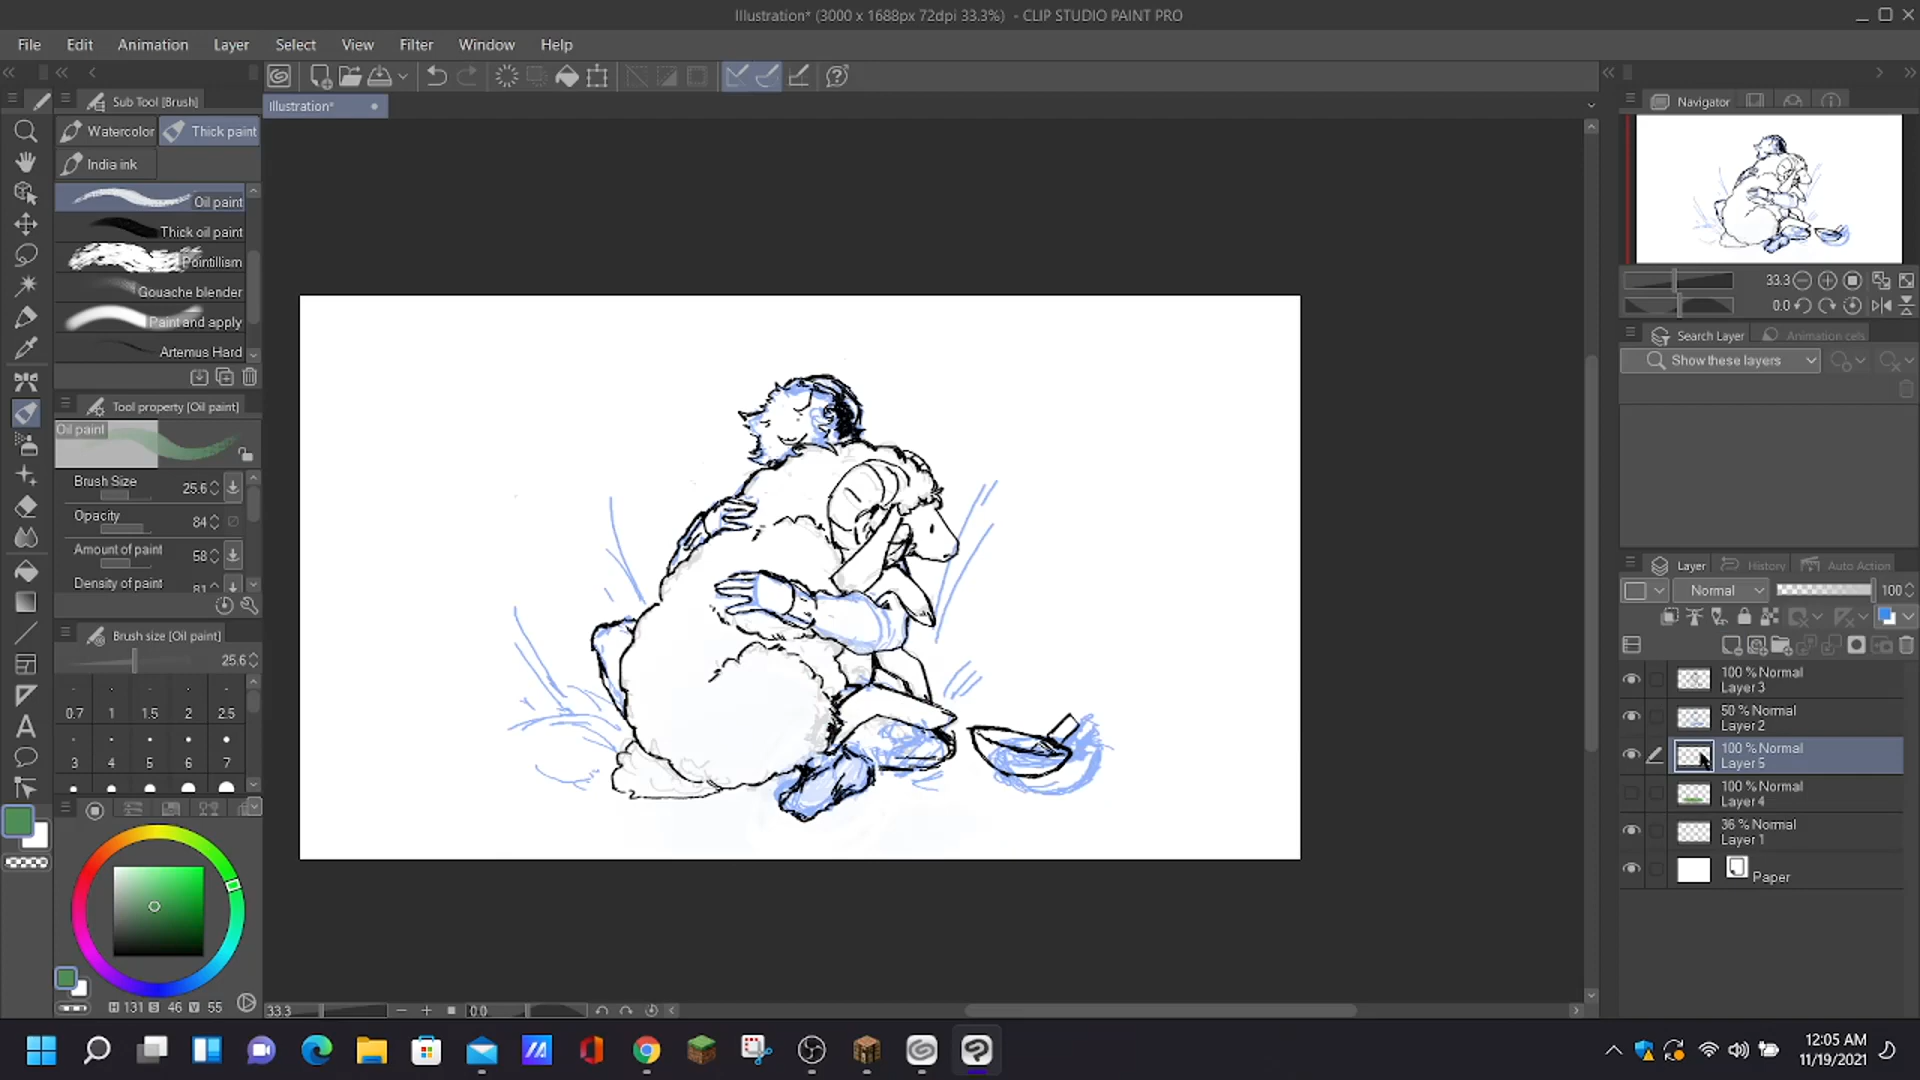 Illustration* (3000 x 1688px 72dpi 33.3%) - CLIP STUDIO PAINT PRO
File Edit Animation Layer Select View Filter Window Help
Sub Tool [Brush]
Illustration*
Navigator
Watercolor Thick paint
India ink
Oil paint
Thick oil paint
Pointillism
Gouache blender
Paint and apply
Artemus Hard
Tool property [Oil paint]
Oil paint
Brush Size 25.6
Opacity 84
Amount of paint 58
Density of paint 81
Brush size [Oil paint]
25.6
0.7 1 1.5 2 2.5
3 4 5 6 7
H 131 S 46 V 55
33.3 0.0
33.3
0.0
Search Layer Animation cels
Show these layers
Layer History Auto Action
Normal 100
100 % Normal
Layer 3
50 % Normal
Layer 2
100 % Normal
Layer 5
100 % Normal
Layer 4
36 % Normal
Layer 1
Paper
12:05 AM
11/19/2021